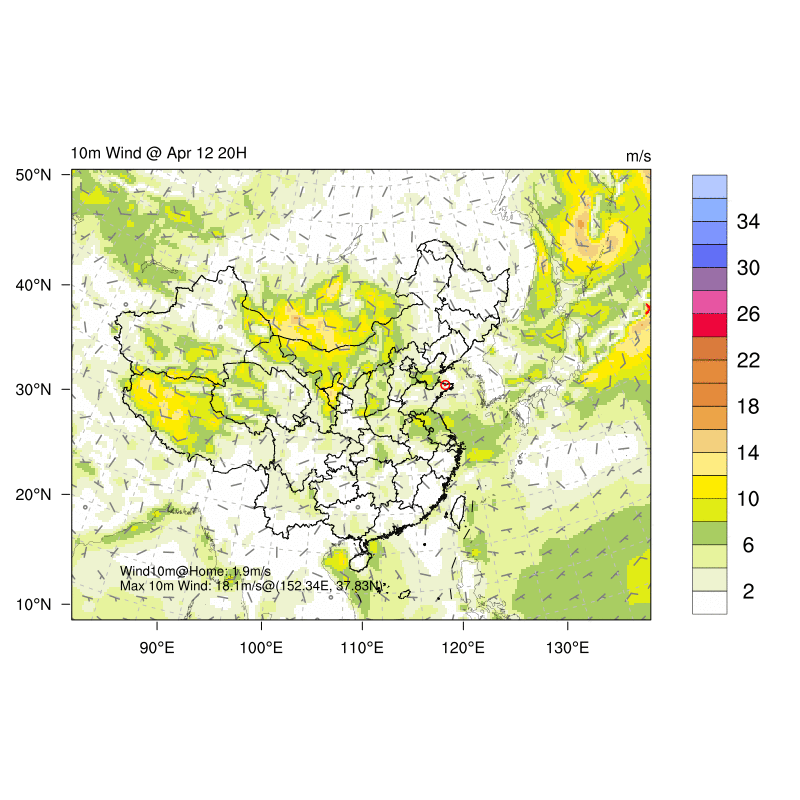 10m Wind @ Apr 12 20H
m/s
50°N
40°N
30°N
20°N
10°N
90°E
100°E
110°E
120°E
130°E
Wind10m@Home: 1.9m/s
Max 10m Wind: 18.1m/s@(152.34E, 37.83N)
34
30
26
22
18
14
10
6
2